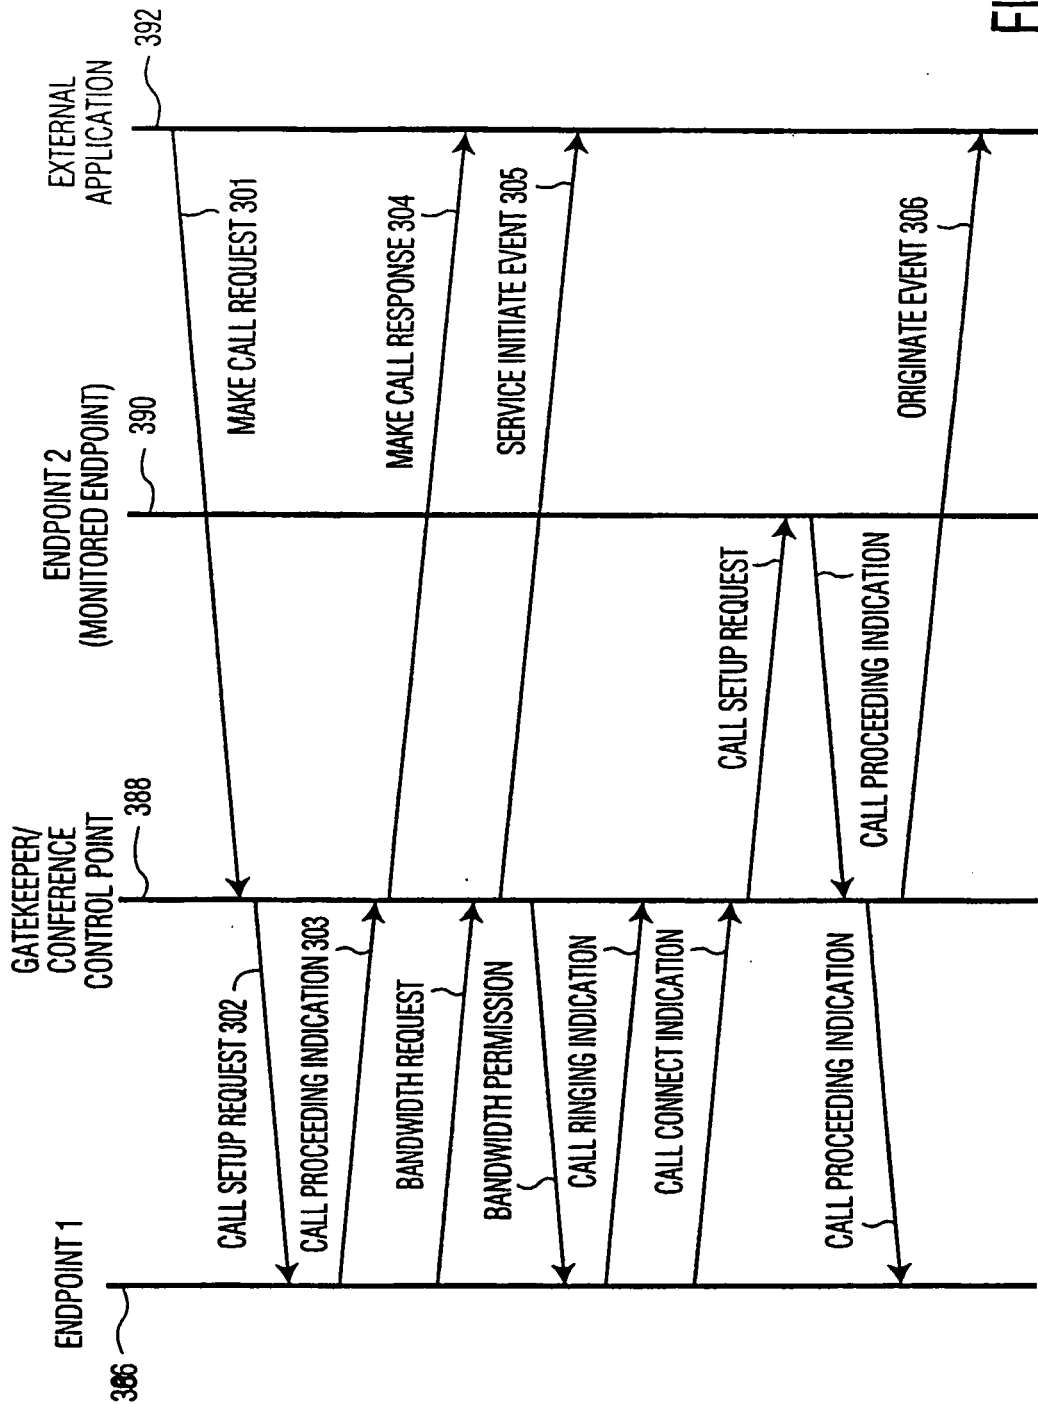 ENDPOINT 1
386
GATEKEEPER/
CONFERENCE
CONTROL POINT
388
ENDPOINT 2
(MONITORED ENDPOINT)
390
EXTERNAL
APPLICATION
392
MAKE CALL REQUEST 301
CALL SETUP REQUEST 302
CALL PROCEEDING INDICATION 303
MAKE CALL RESPONSE 304
BANDWIDTH REQUEST
SERVICE INITIATE EVENT 305
BANDWIDTH PERMISSION
CALL RINGING INDICATION
CALL CONNECT INDICATION
CALL SETUP REQUEST
CALL PROCEEDING INDICATION
CALL PROCEEDING INDICATION
ORIGINATE EVENT 306